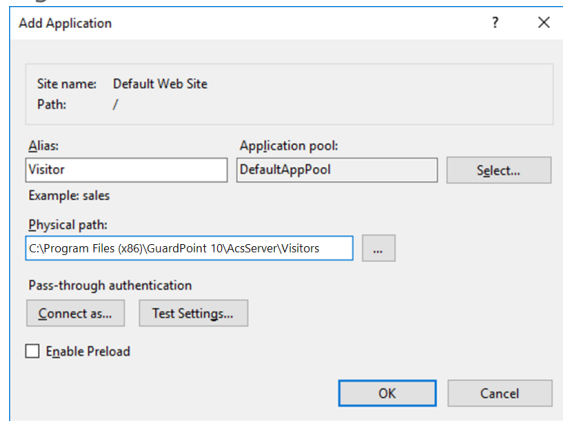 Add Application
?
Site name: Default Web Site
Path: /
Alias: Application pool:
Visitor DefaultAppPool Select...
Example: sales
Physical path:
C:\Program Files (x86)\GuardPoint 10\AcsServer\Visitors ...
Pass-through authentication
Connect as... Test Settings...
Enable Preload
OK Cancel